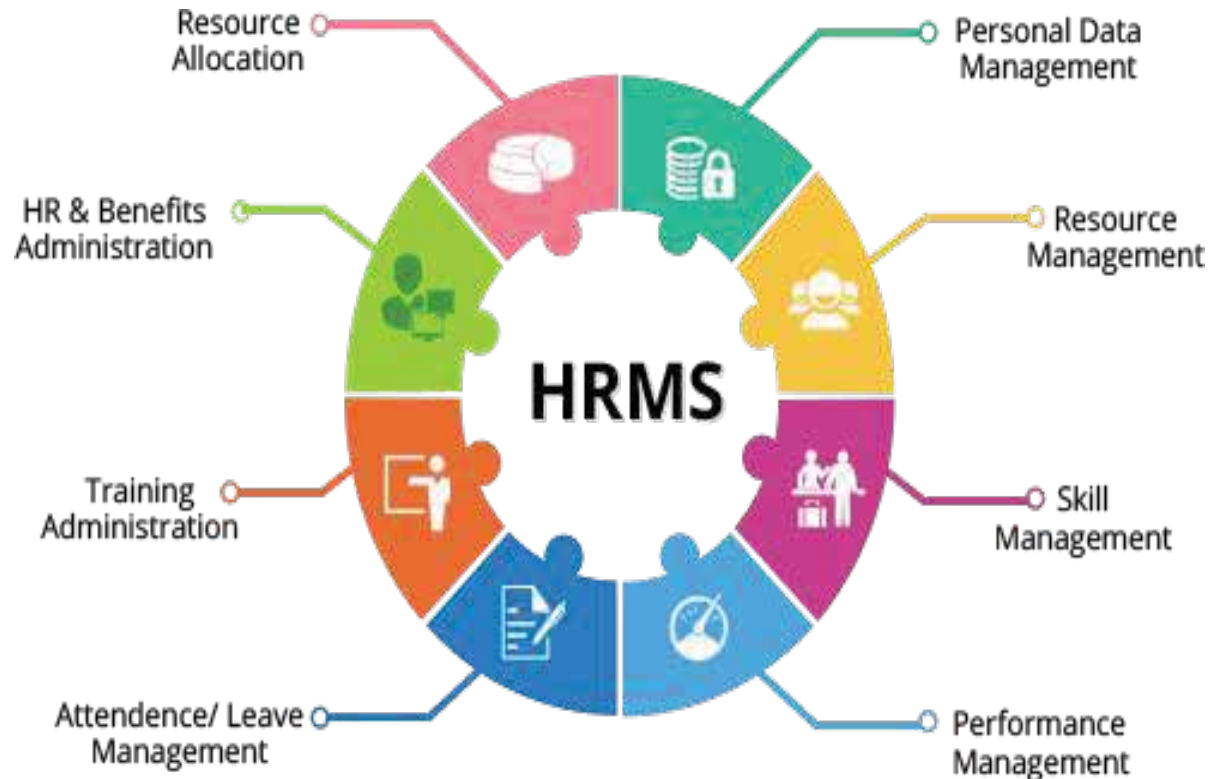 Resource
Allocation
Personal Data
Management
HR & Benefits
Administration
Resource
Management
HRMS
Training
Administration
Skill
Management
Attendence/ Leave
Management
Performance
Management